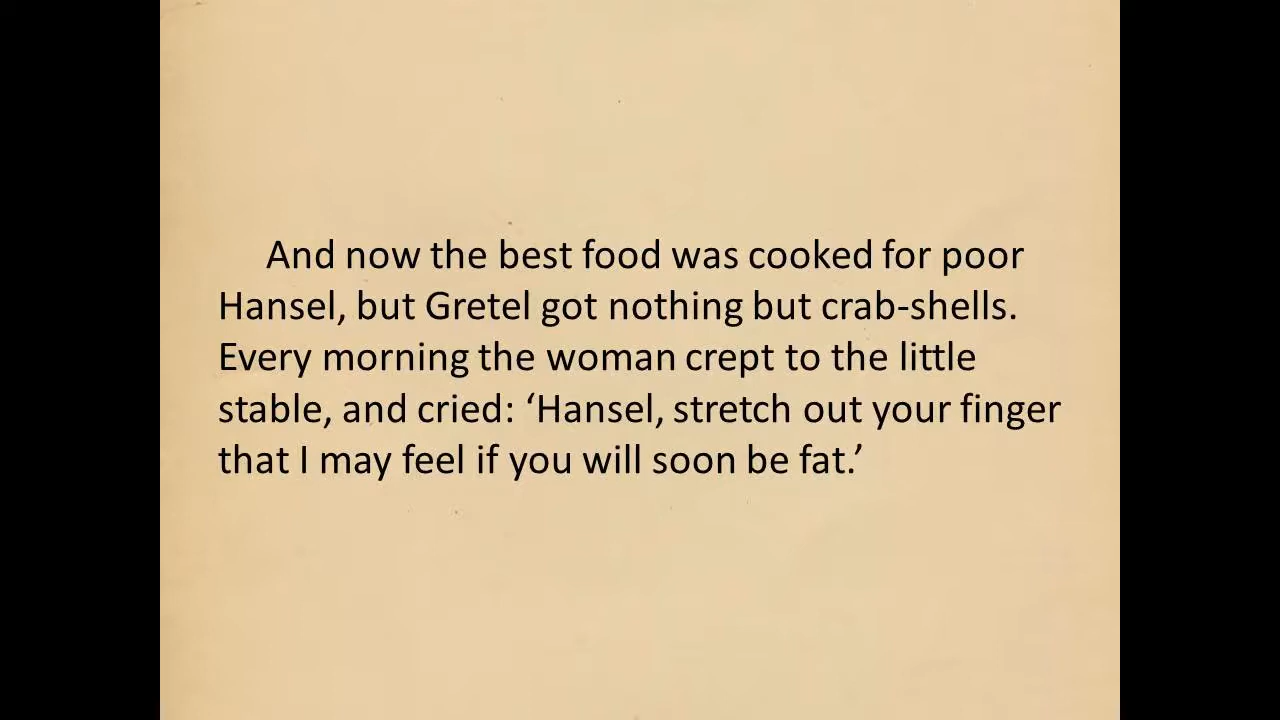 And now the best food was cooked for poor
Hansel, but Gretel got nothing but crab-shells.
Every morning the woman crept to the little
stable, and cried: ‘Hansel, stretch out your finger
that I may feel if you will soon be fat.’